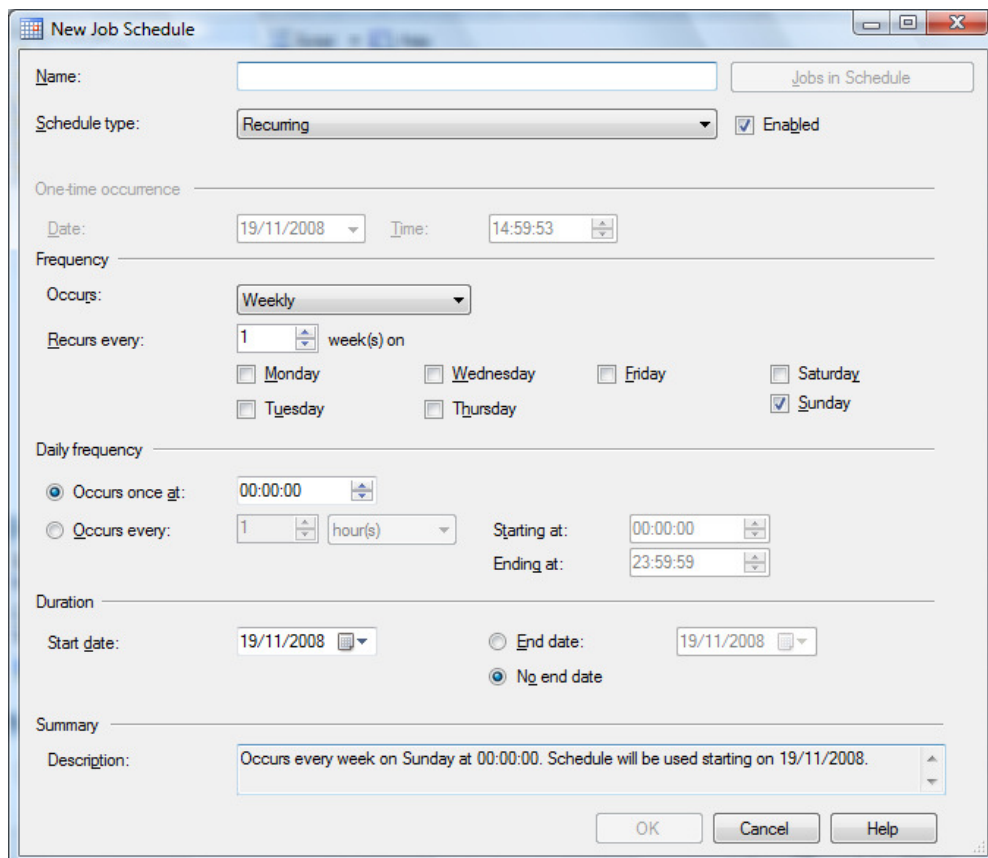 New Job Schedule
Name:
Jobs in Schedule
Schedule type: Recurring Enabled
One-time occurrence
Date: 19/11/2008 Time: 14:59:53
Frequency
Occurs: Weekly
Recurs every: 1 week(s) on
Monday Wednesday Friday Saturday
Tuesday Thursday Sunday
Daily frequency
Occurs once at: 00:00:00
Occurs every: 1 hour(s) Starting at: 00:00:00
Ending at: 23:59:59
Duration
Start date: 19/11/2008 End date: 19/11/2008
No end date
Summary
Description: Occurs every week on Sunday at 00:00:00. Schedule will be used starting on 19/11/2008.
OK Cancel Help